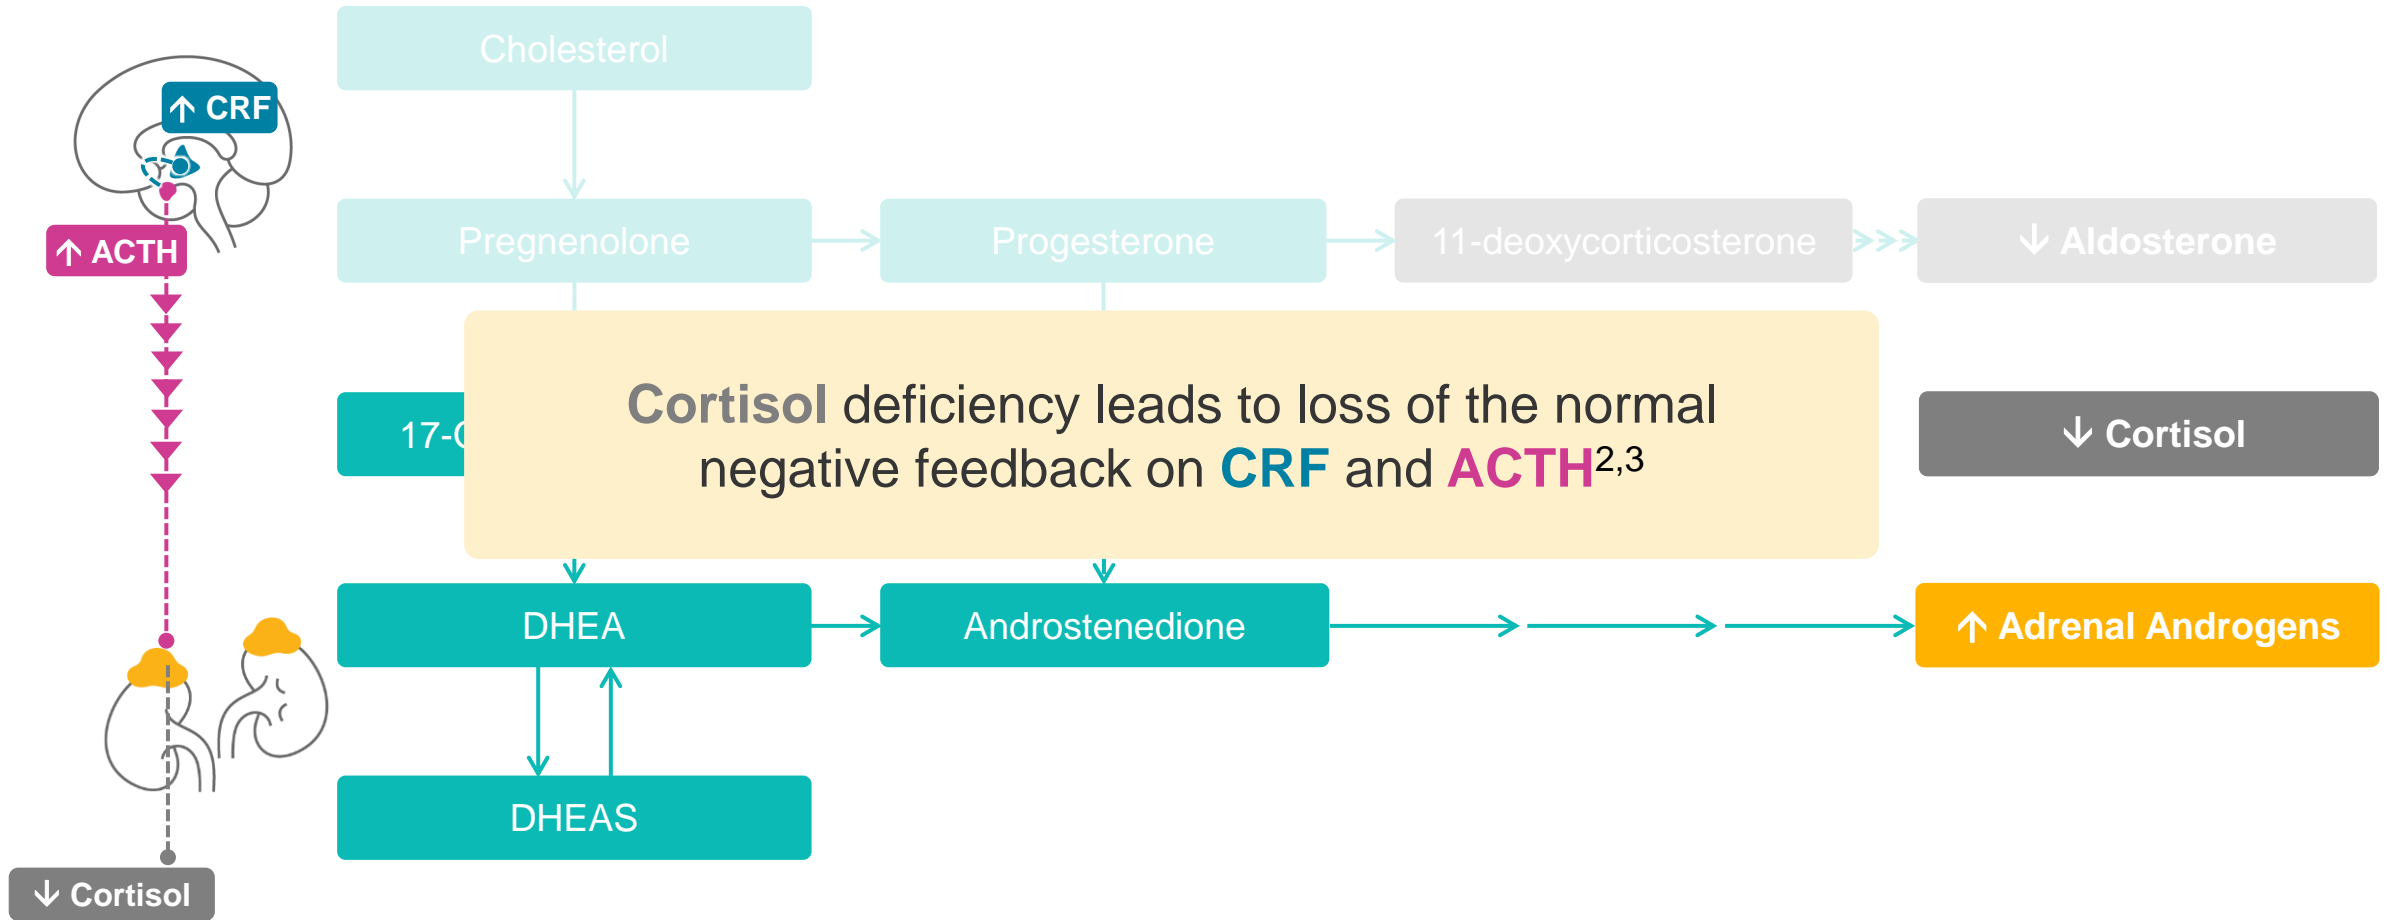 Cholesterol
↑ CRF
Pregnenolone
Progesterone
11-deoxycorticosterone
↓ Aldosterone
↑ ACTH
17-
Cortisol deficiency leads to loss of the normal
negative feedback on CRF and ACTH2,3
↓ Cortisol
DHEA
Androstenedione
↑ Adrenal Androgens
DHEAS
↓ Cortisol